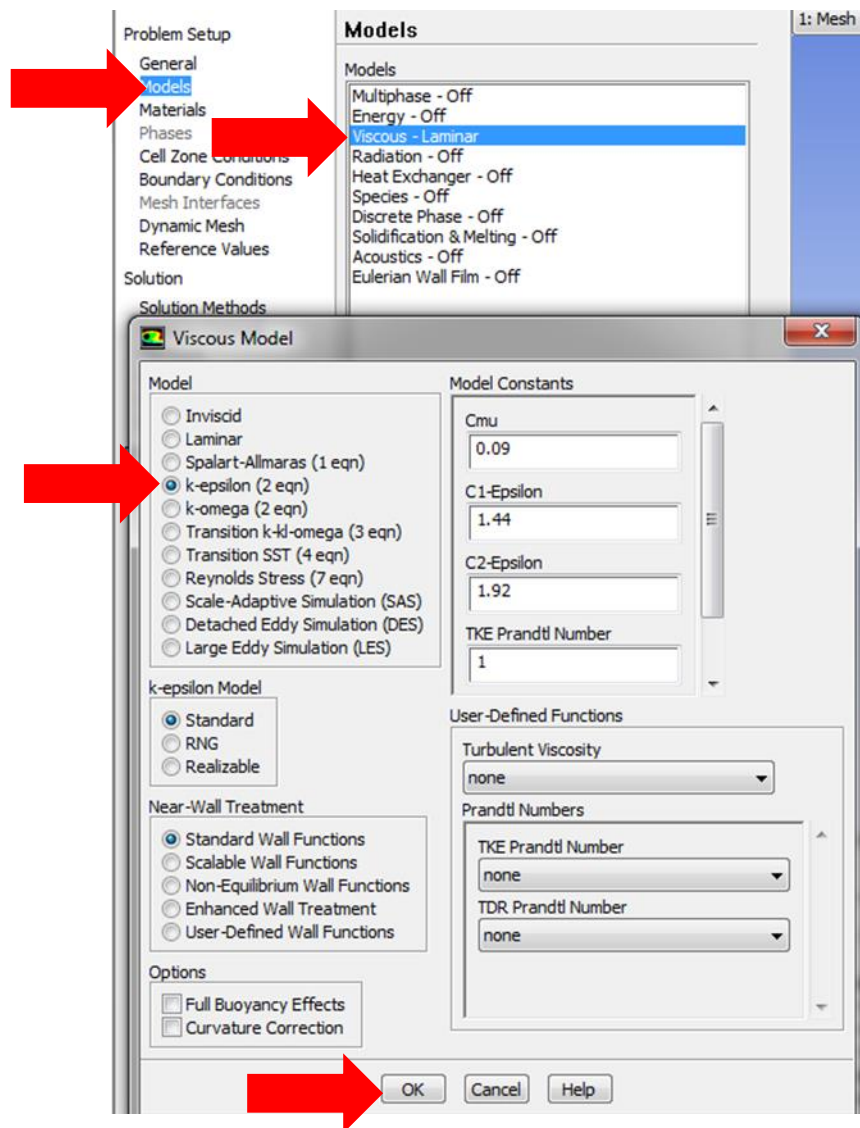 Problem Setup
General
Models
Materials
Phases
Cell Zone Conditions
Boundary Conditions
Mesh Interfaces
Dynamic Mesh
Reference Values
Solution
Solution Methods
Models
Models
Multiphase - Off
Energy - Off
Viscous - Laminar
Radiation - Off
Heat Exchanger - Off
Species - Off
Discrete Phase - Off
Solidification & Melting - Off
Acoustics - Off
Eulerian Wall Film - Off
1: Mesh
Viscous Model
Model
Inviscid
Laminar
Spalart-Allmaras (1 eqn)
k-epsilon (2 eqn)
k-omega (2 eqn)
Transition k-kl-omega (3 eqn)
Transition SST (4 eqn)
Reynolds Stress (7 eqn)
Scale-Adaptive Simulation (SAS)
Detached Eddy Simulation (DES)
Large Eddy Simulation (LES)
k-epsilon Model
Standard
RNG
Realizable
Near-Wall Treatment
Standard Wall Functions
Scalable Wall Functions
Non-Equilibrium Wall Functions
Enhanced Wall Treatment
User-Defined Wall Functions
Options
Full Buoyancy Effects
Curvature Correction
Model Constants
Cmu
0.09
C1-Epsilon
1.44
C2-Epsilon
1.92
TKE Prandtl Number
1
User-Defined Functions
Turbulent Viscosity
none
Prandtl Numbers
TKE Prandtl Number
none
TDR Prandtl Number
none
OK
Cancel
Help